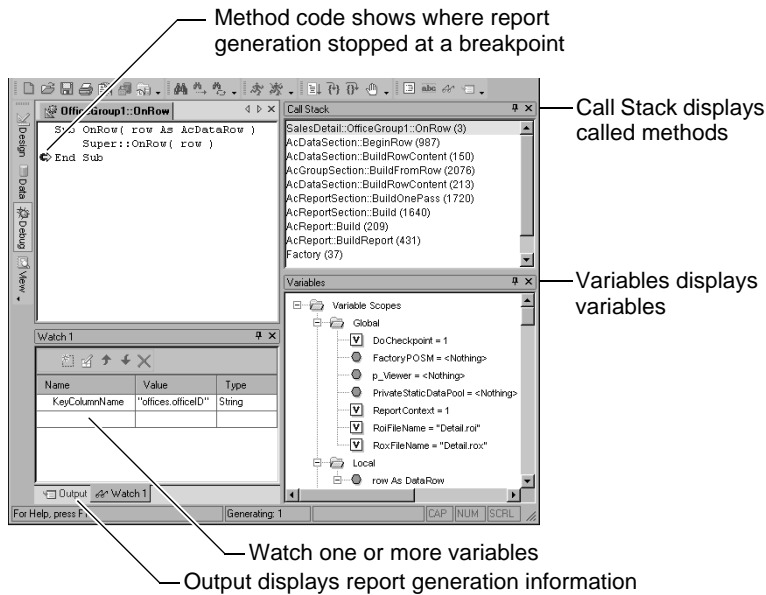 Method code shows where report
generation stopped at a breakpoint
OfficeGroup1::OnRow
Sub OnRow( row As AcDataRow )
Super::OnRow( row )
End Sub
Design
Data
Debug
View
Call Stack
SalesDetail::OfficeGroup1::OnRow (3)
AcDataSection::BeginRow (987)
AcDataSection::BuildRowContent (150)
AcGroupSection::BuildFromRow (2076)
AcDataSection::BuildRowContent (213)
AcReportSection::BuildOnePass (1720)
AcReportSection::Build (1640)
AcReport::Build (209)
AcReport::BuildReport (431)
Factory (37)
Call Stack displays
called methods
Variables
Variable Scopes
Global
DoCheckpoint = 1
FactoryPOSM = <Nothing>
p_Viewer = <Nothing>
PrivateStaticDataPool = <Nothing>
ReportContext = 1
RoiFileName = "Detail.roi"
RoxFileName = "Detail.rox"
Local
row As DataRow
Variables displays
variables
Watch 1
Name Value Type
KeyColumnName "offices.officeID" String
Output Watch 1
For Help, press F1 Generating: 1 CAP NUM SCRL
Watch one or more variables
Output displays report generation information